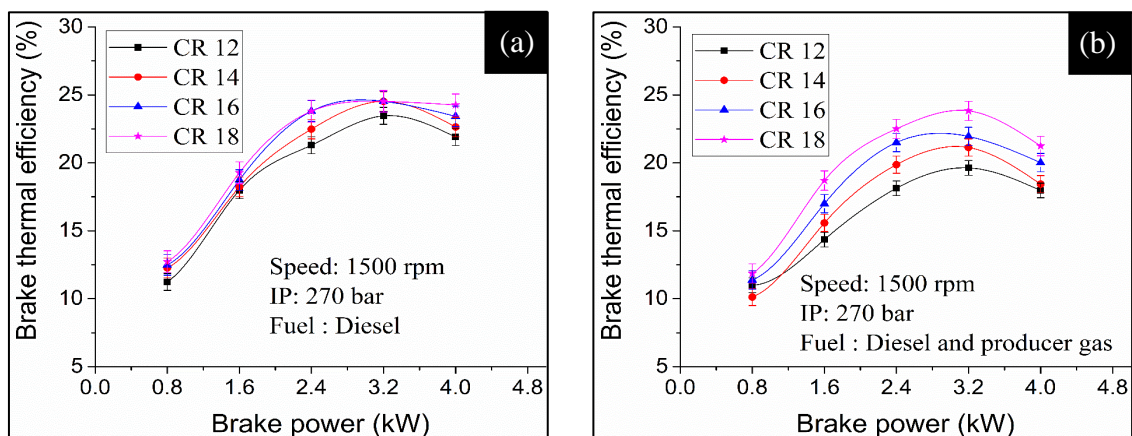 (a)
Brake thermal efficiency (%)
30
25
20
15
10
5
CR 12
CR 14
CR 16
CR 18
Speed: 1500 rpm
IP: 270 bar
Fuel : Diesel
0.0 0.8 1.6 2.4 3.2 4.0 4.8
Brake power (kW)
(b)
Brake thermal efficiency (%)
30
25
20
15
10
5
CR 12
CR 14
CR 16
CR 18
Speed: 1500 rpm
IP: 270 bar
Fuel : Diesel and producer gas
0.0 0.8 1.6 2.4 3.2 4.0 4.8
Brake power (kW)